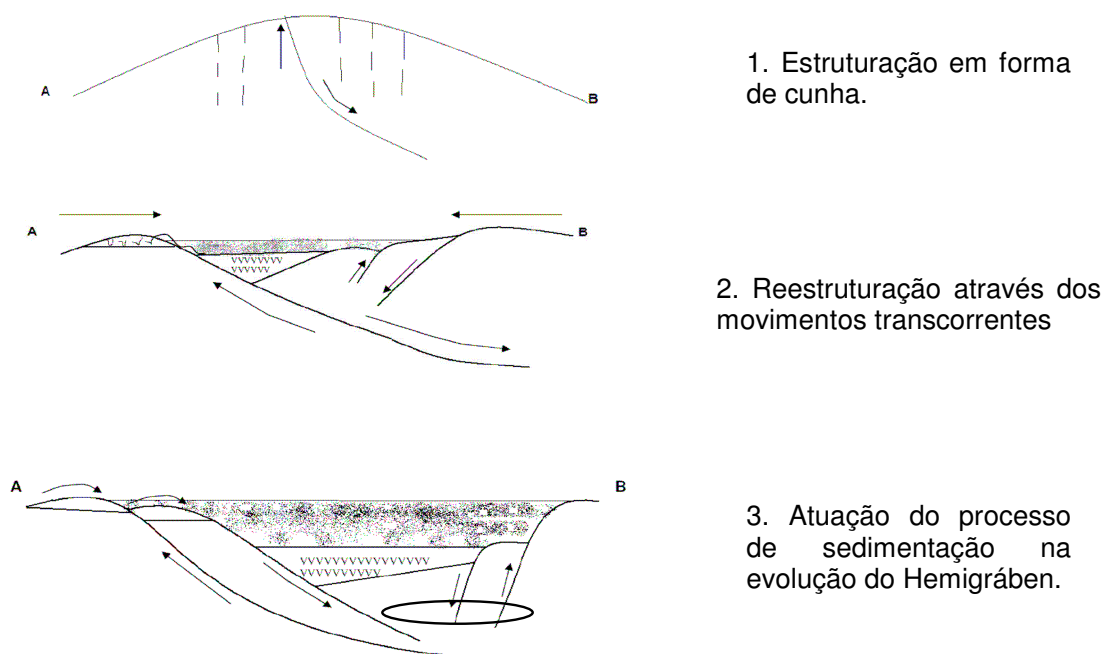 A
B
1. Estruturação em forma
de cunha.
A
B
V V V V V V V
V V V V V
2. Reestruturação através dos
movimentos transcorrentes
A
B
3. Atuação do processo
de sedimentação na
evolução do Hemigráben.